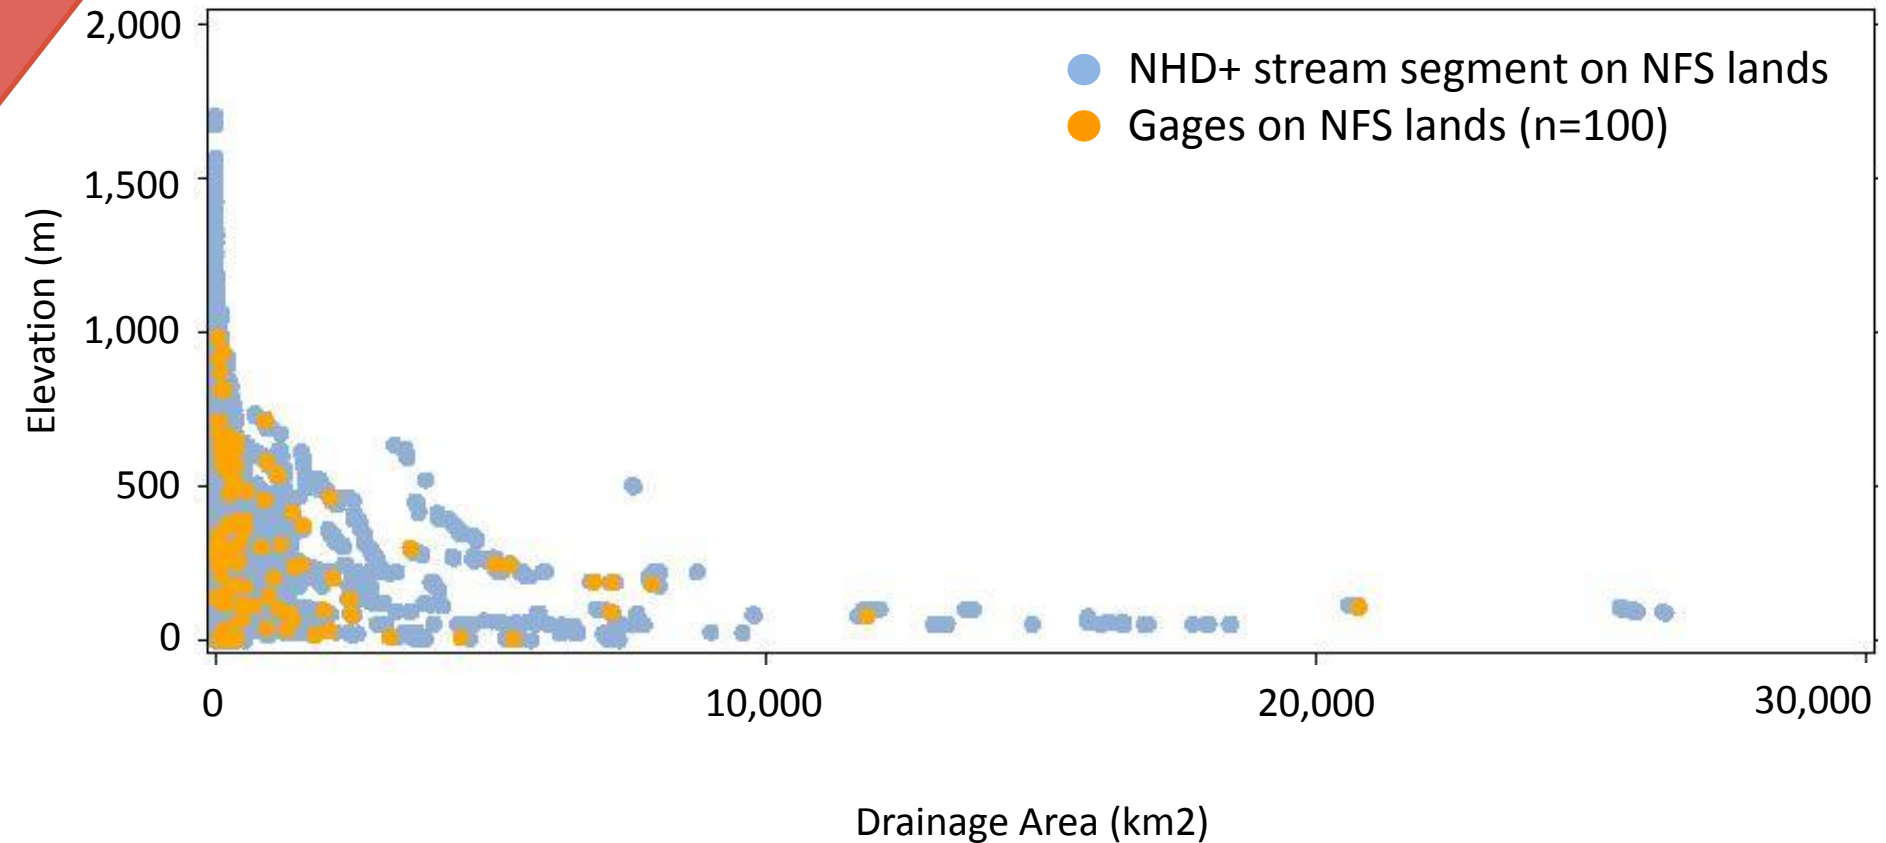 2,000
1,500
1,000
500
0
Elevation (m)
NHD+ stream segment on NFS lands
Gages on NFS lands (n=100)
0
10,000
20,000
30,000
Drainage Area (km2)